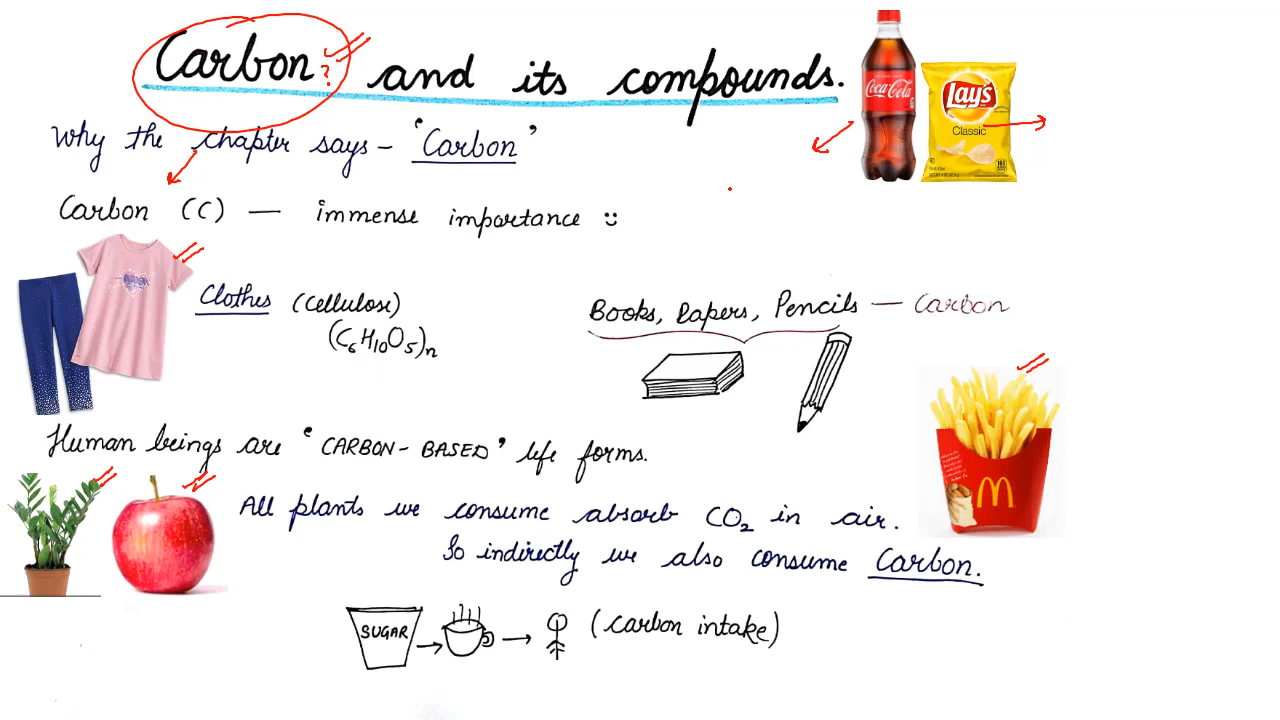 Carbon? and its compounds.
Coca-Cola
Lay's
Classic
Why the chapter says - "Carbon"
Carbon (C) — immense importance :)
Clothes (cellulose)
(C₆H₁₀O₅)n
Books, Papers, Pencils — Carbon
Human beings are "CARBON-BASED" life forms.
All plants we consume absorb CO₂ in air.
So indirectly we also consume Carbon.
SUGAR
(carbon intake)